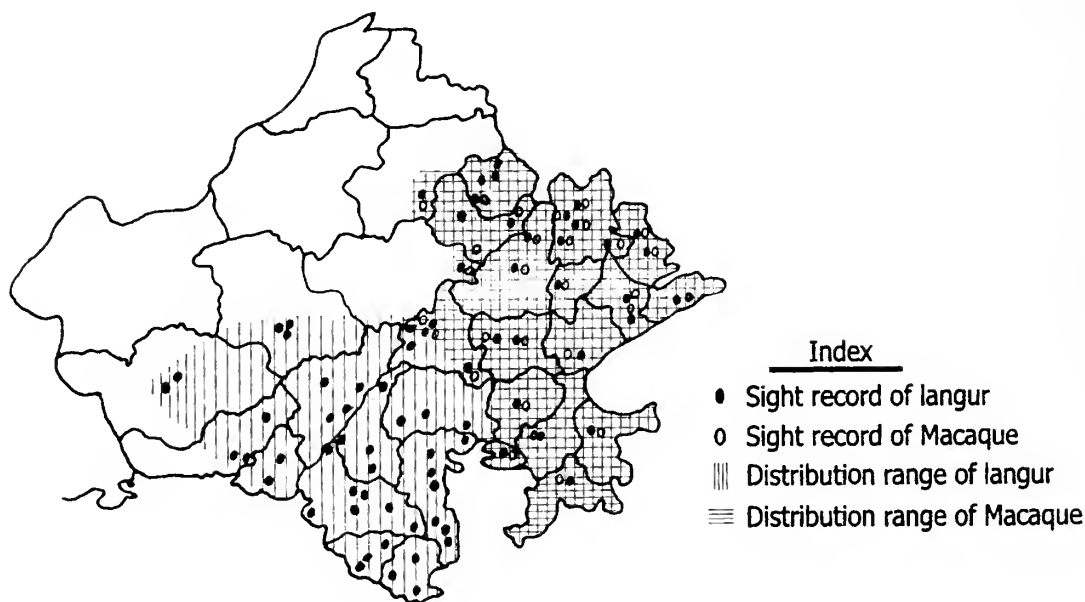 Index
Sight record of langur
Sight record of Macaque
Distribution range of langur
Distribution range of Macaque